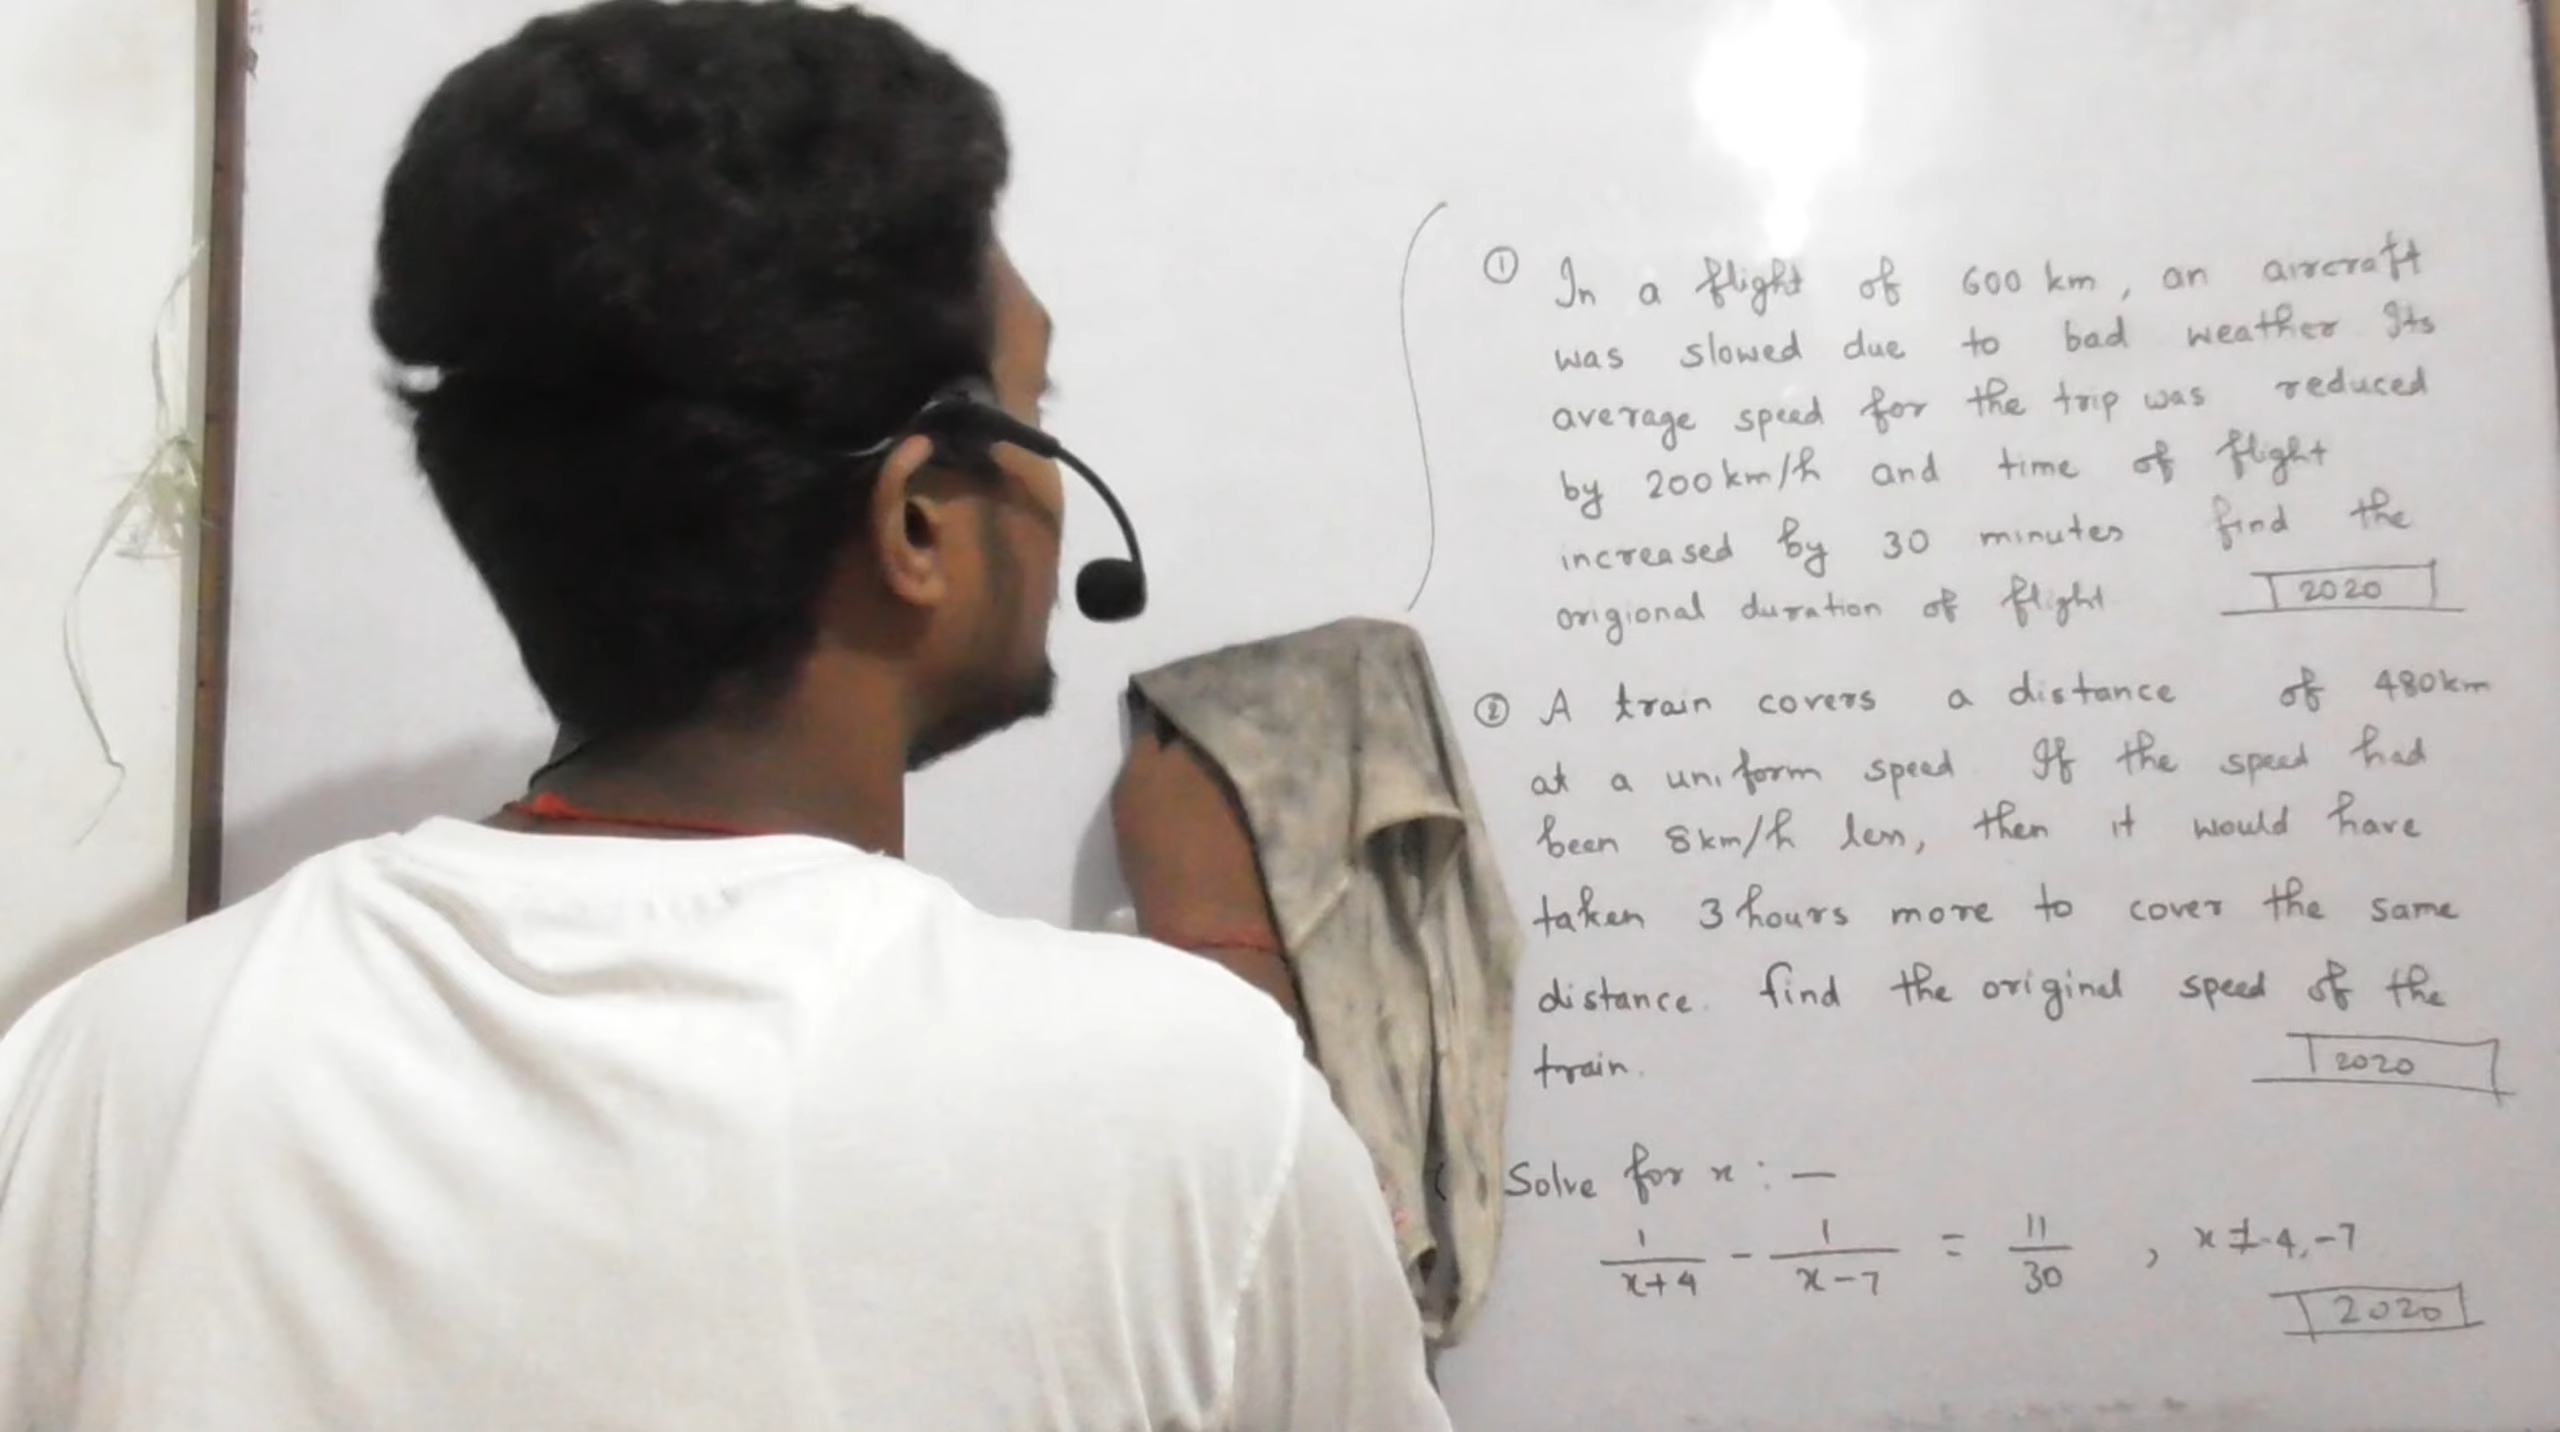 ① In a flight of 600 km, an aircraft
was slowed due to bad weather Its
average speed for the trip was reduced
by 200 km/h and time of flight
increased by 30 minutes find the
origional duration of flight 2020
② A train covers a distance of 480km
at a uniform speed. If the speed had
been 8 km/h less, then it would have
taken 3 hours more to cover the same
distance. find the original speed of the
train. 2020
Solve for x : —
1/(x+4) - 1/(x-7) = 11/30 , x ≠ -4, -7
2020